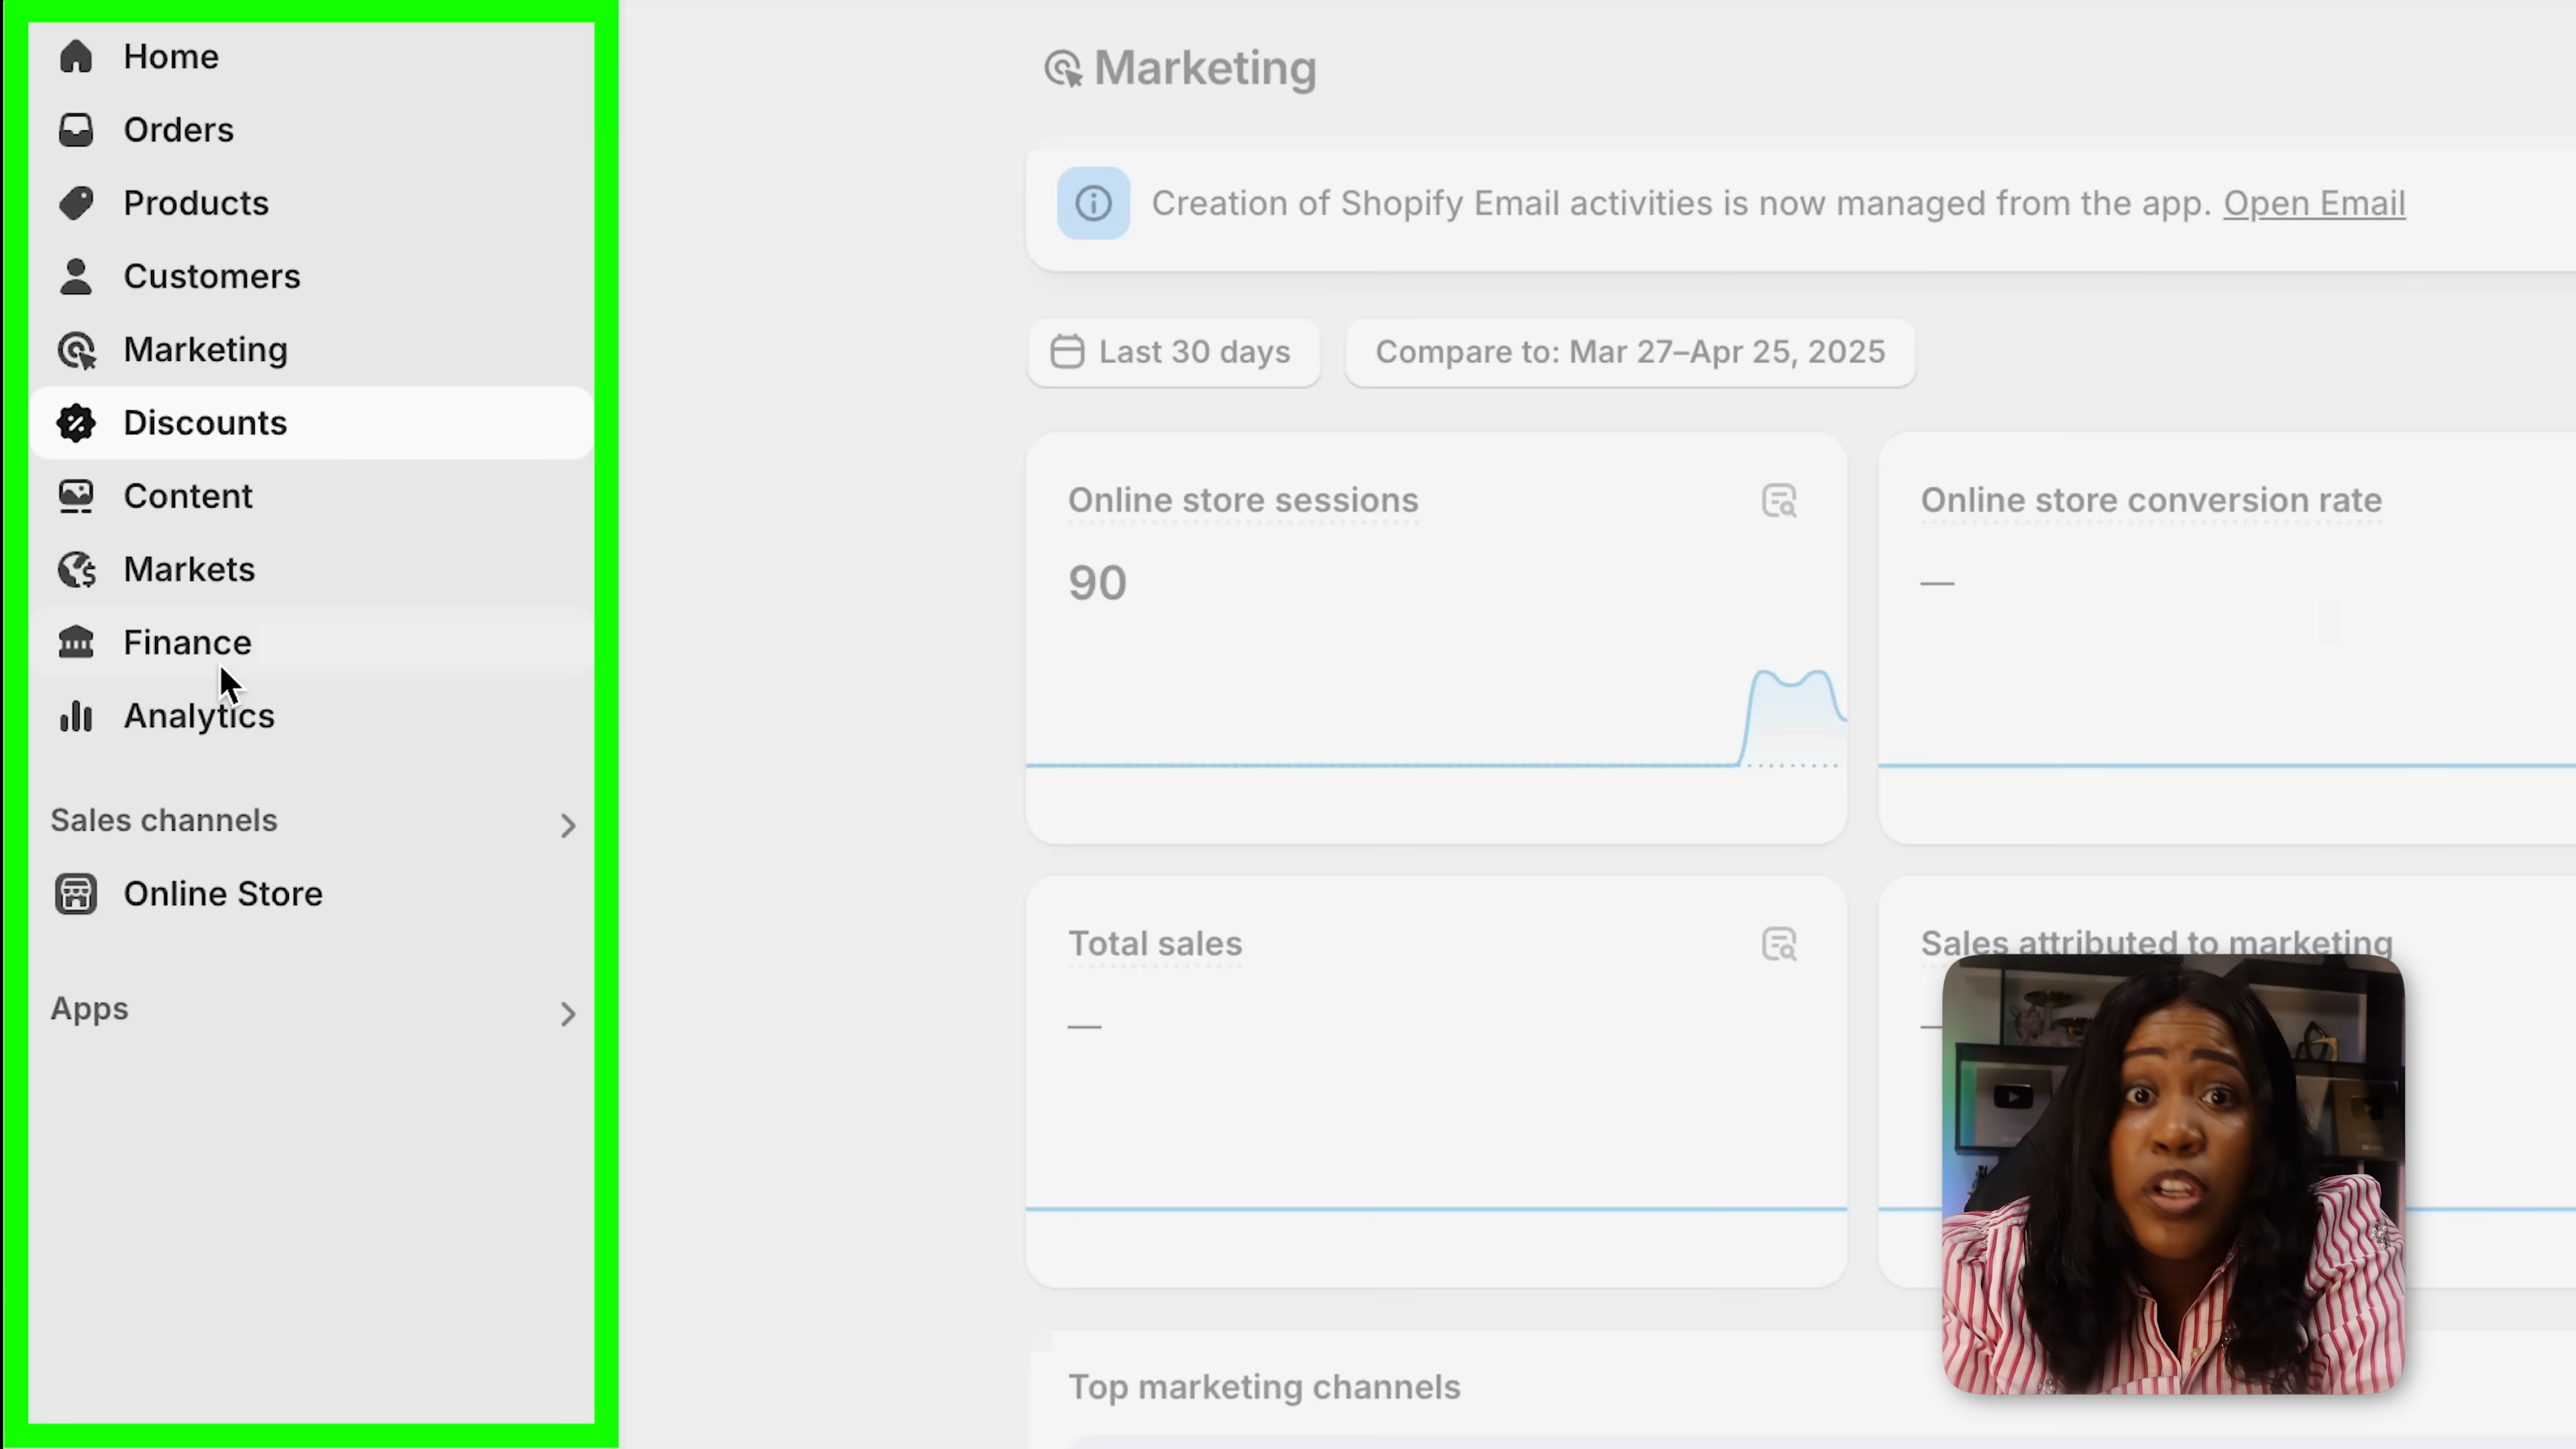 Home
Orders
Products
Customers
Marketing
Discounts
Content
Markets
Finance
Analytics
Sales channels
Online Store
Apps
Marketing
Creation of Shopify Email activities is now managed from the app. Open Email
Last 30 days
Compare to: Mar 27–Apr 25, 2025
Online store sessions
90
Online store conversion rate
—
Total sales
—
Sales attributed to marketing
—
Top marketing channels